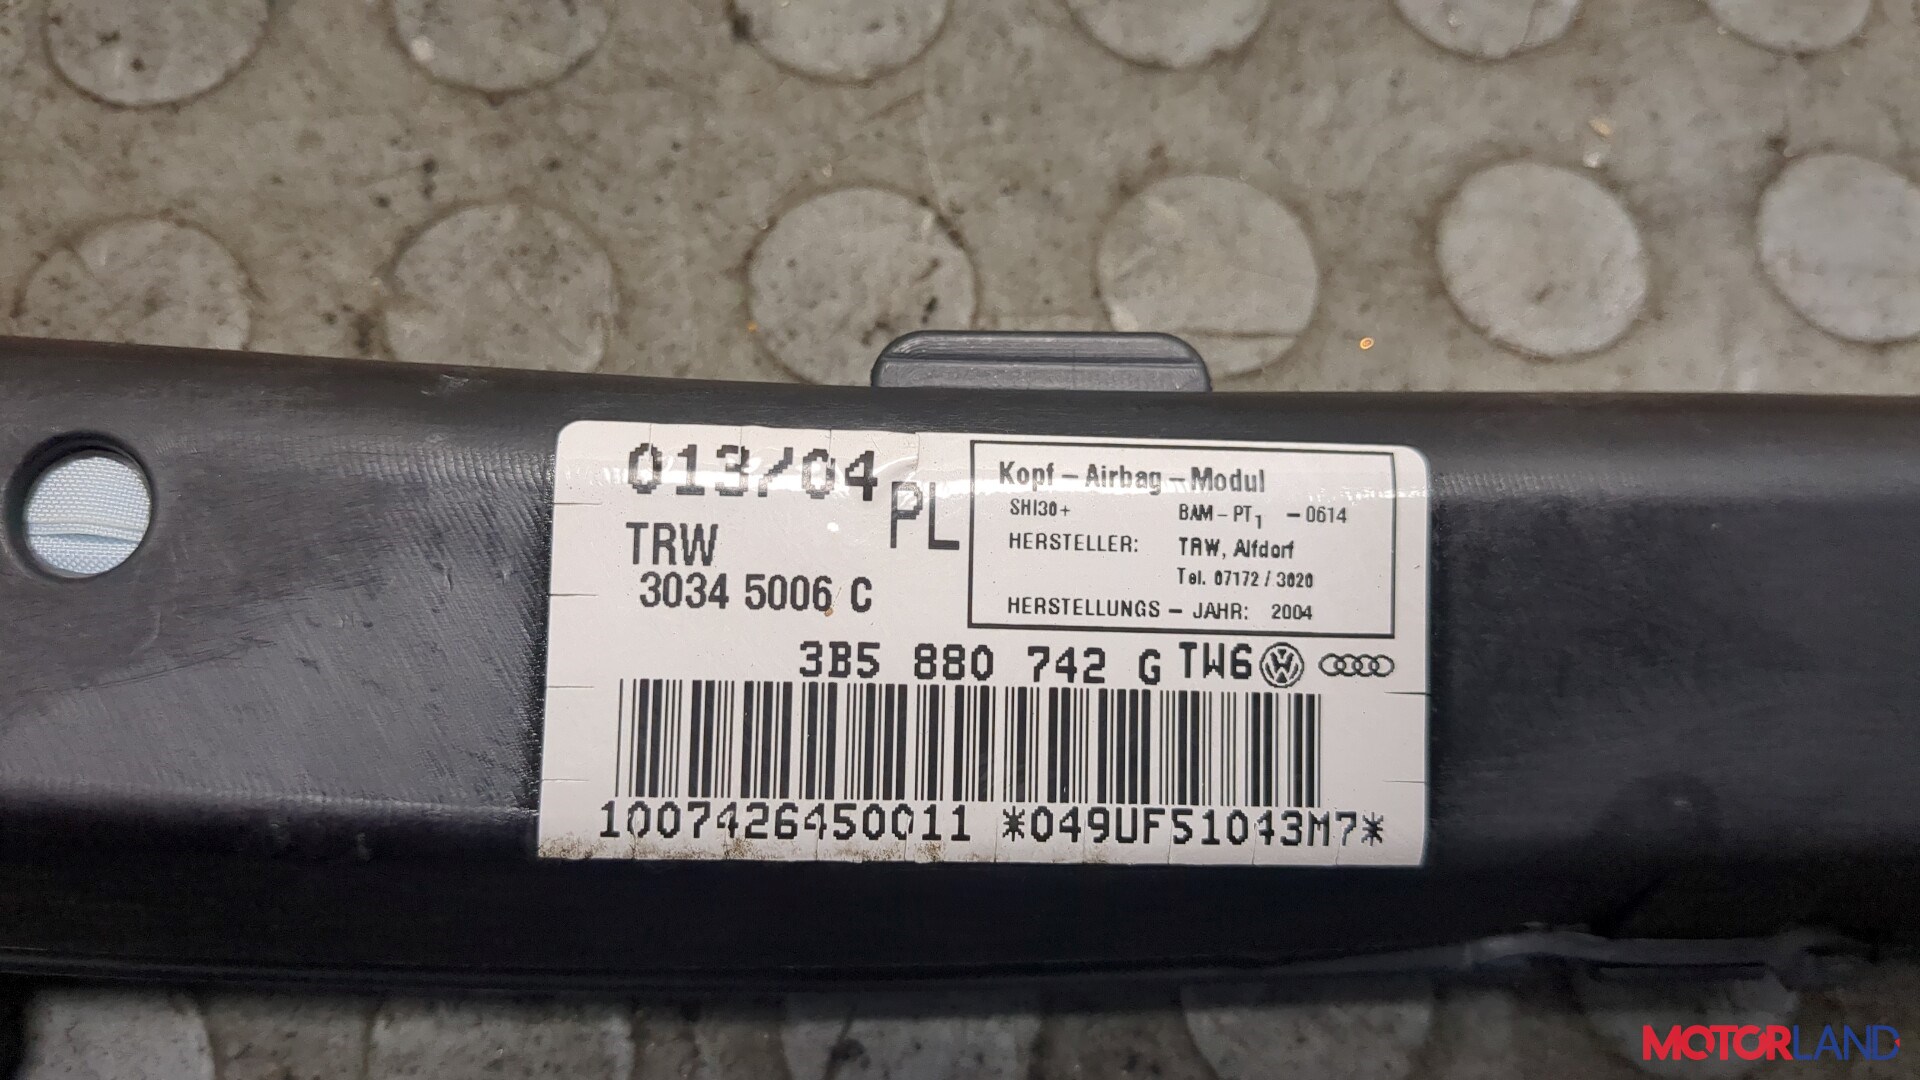 013/04
PL
TRW
3034 5006 C
Kopf - Airbag - Modul
SHI30+ BAM - PT1 - 0614
HERSTELLER: TRW, Alfdorf
Tel. 07172 / 3020
HERSTELLUNGS - JAHR: 2004
3B5 880 742 G TW6
1007426450011 *049UF51043M7*
MOTORLAND